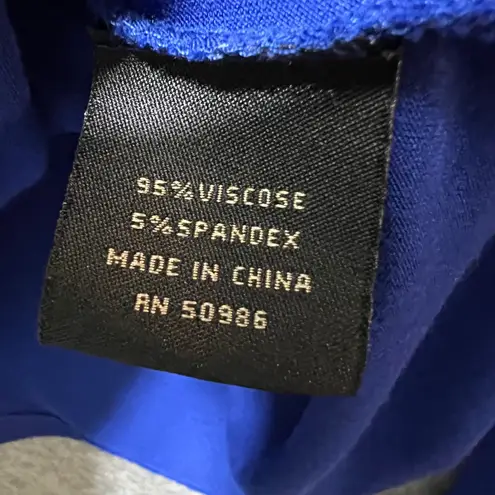 95%VISCOSE
5%SPANDEX
MADE IN CHINA
RN 50986